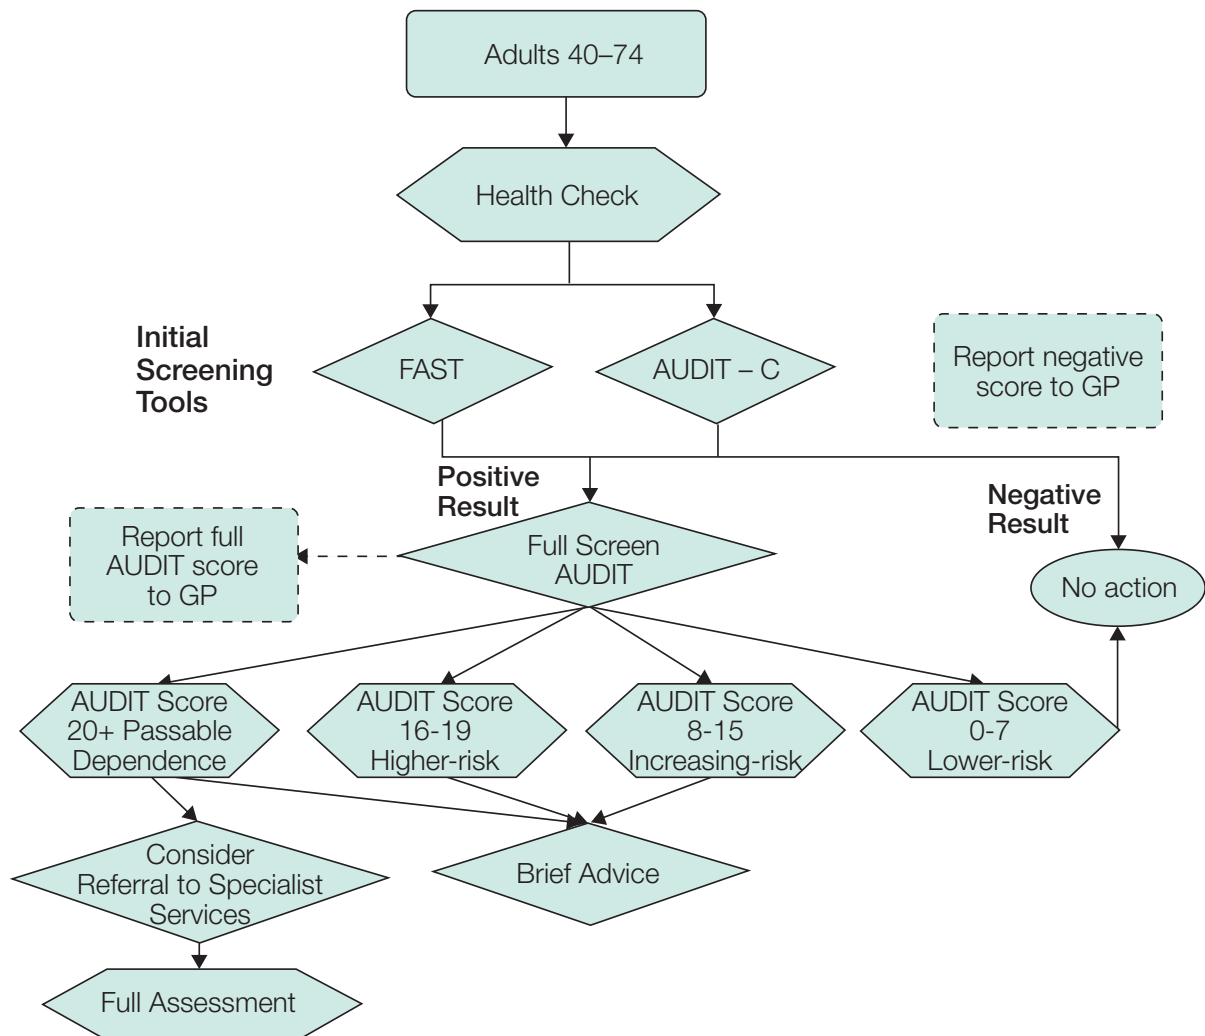 Adults 40–74
Health Check
Initial
Screening
Tools
FAST
AUDIT – C
Report negative
score to GP
Positive
Result
Negative
Result
Report full
AUDIT score
to GP
Full Screen
AUDIT
No action
AUDIT Score
20+ Passable
Dependence
AUDIT Score
16-19
Higher-risk
AUDIT Score
8-15
Increasing-risk
AUDIT Score
0-7
Lower-risk
Consider
Referral to Specialist
Services
Brief Advice
Full Assessment